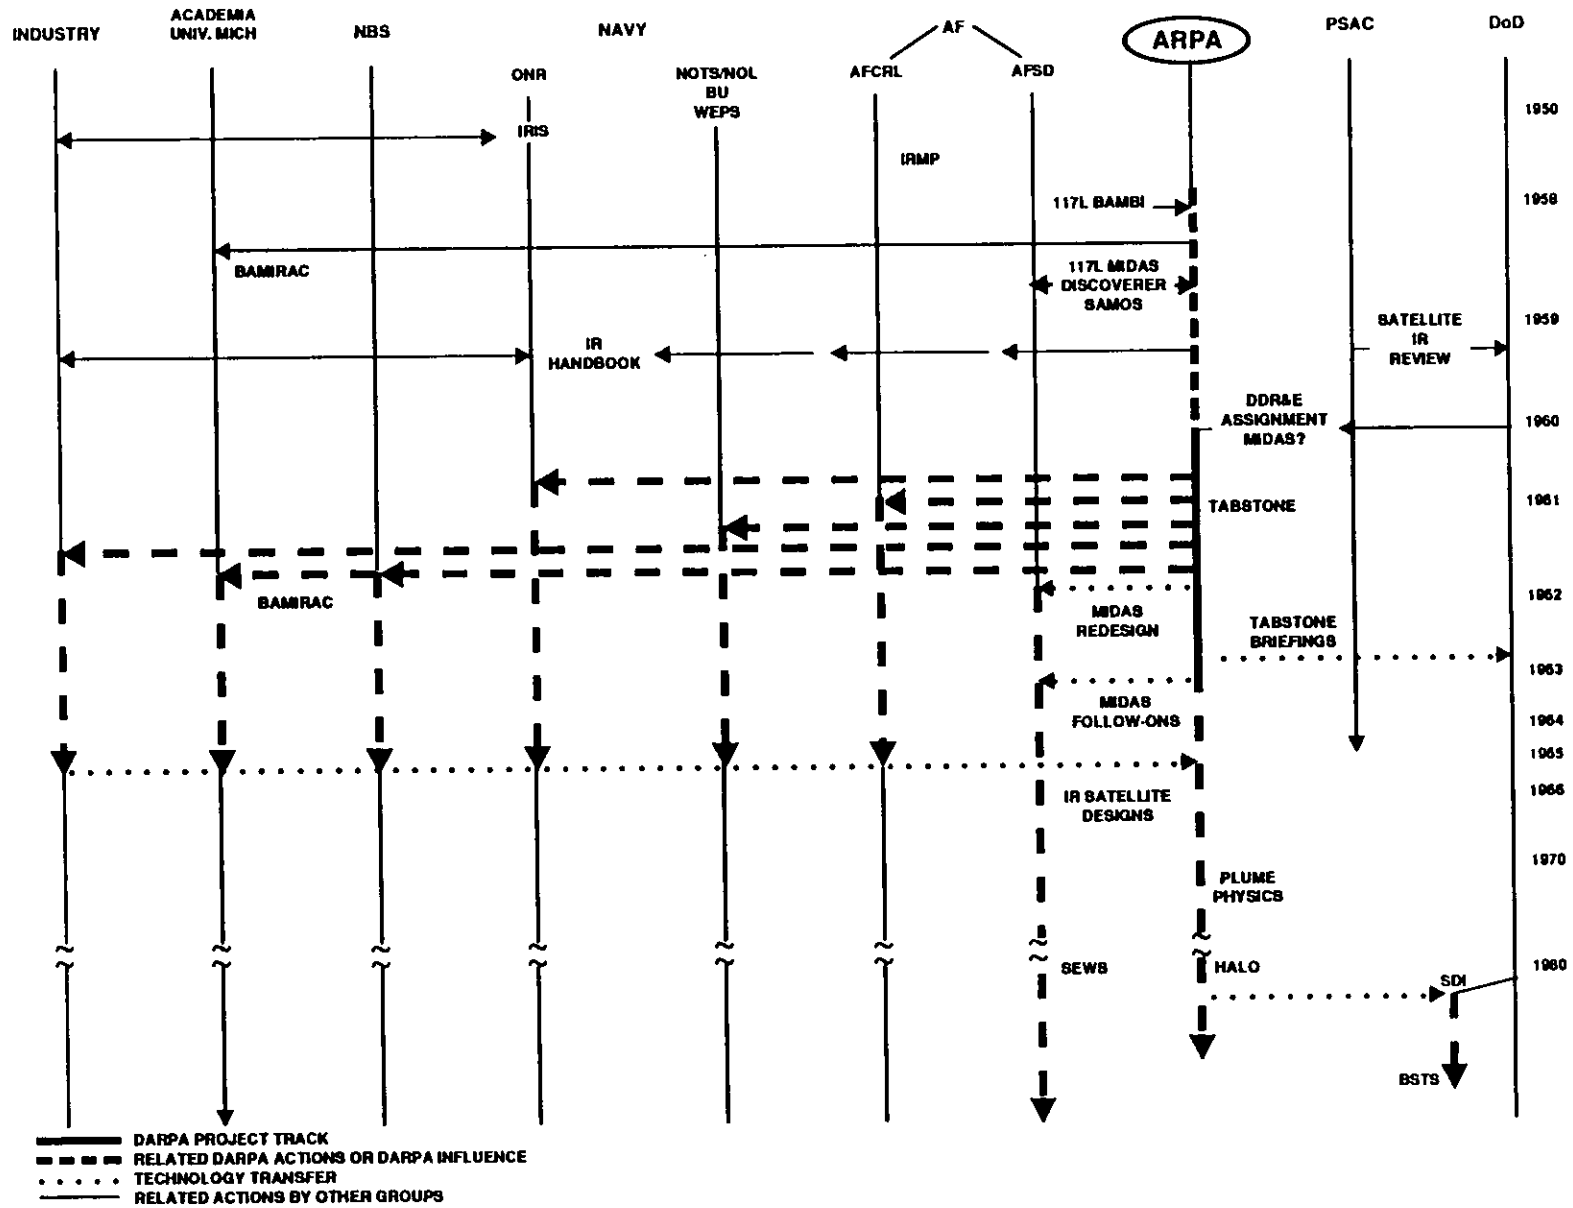 INDUSTRY
ACADEMIA
UNIV. MICH
NBS
NAVY
AF
ARPA
PSAC
DoD
ONR
NOTS/NOL
BU
WEPS
AFCRL
AFSD
1950
IRIS
IRMP
117L BAMBI
1958
BAMIRAC
117L MIDAS
DISCOVERER
SAMOS
1959
SATELLITE
IR
REVIEW
IR
HANDBOOK
DDR&E
ASSIGNMENT
MIDAS?
1960
TABSTONE
1961
BAMIRAC
1962
MIDAS
REDESIGN
TABSTONE
BRIEFINGS
1963
MIDAS
FOLLOW-ONS
1964
1965
IR SATELLITE
DESIGNS
1966
1970
PLUME
PHYSICS
SEWS
HALO
1980
SDI
BSTS
DARPA PROJECT TRACK
RELATED DARPA ACTIONS OR DARPA INFLUENCE
TECHNOLOGY TRANSFER
RELATED ACTIONS BY OTHER GROUPS